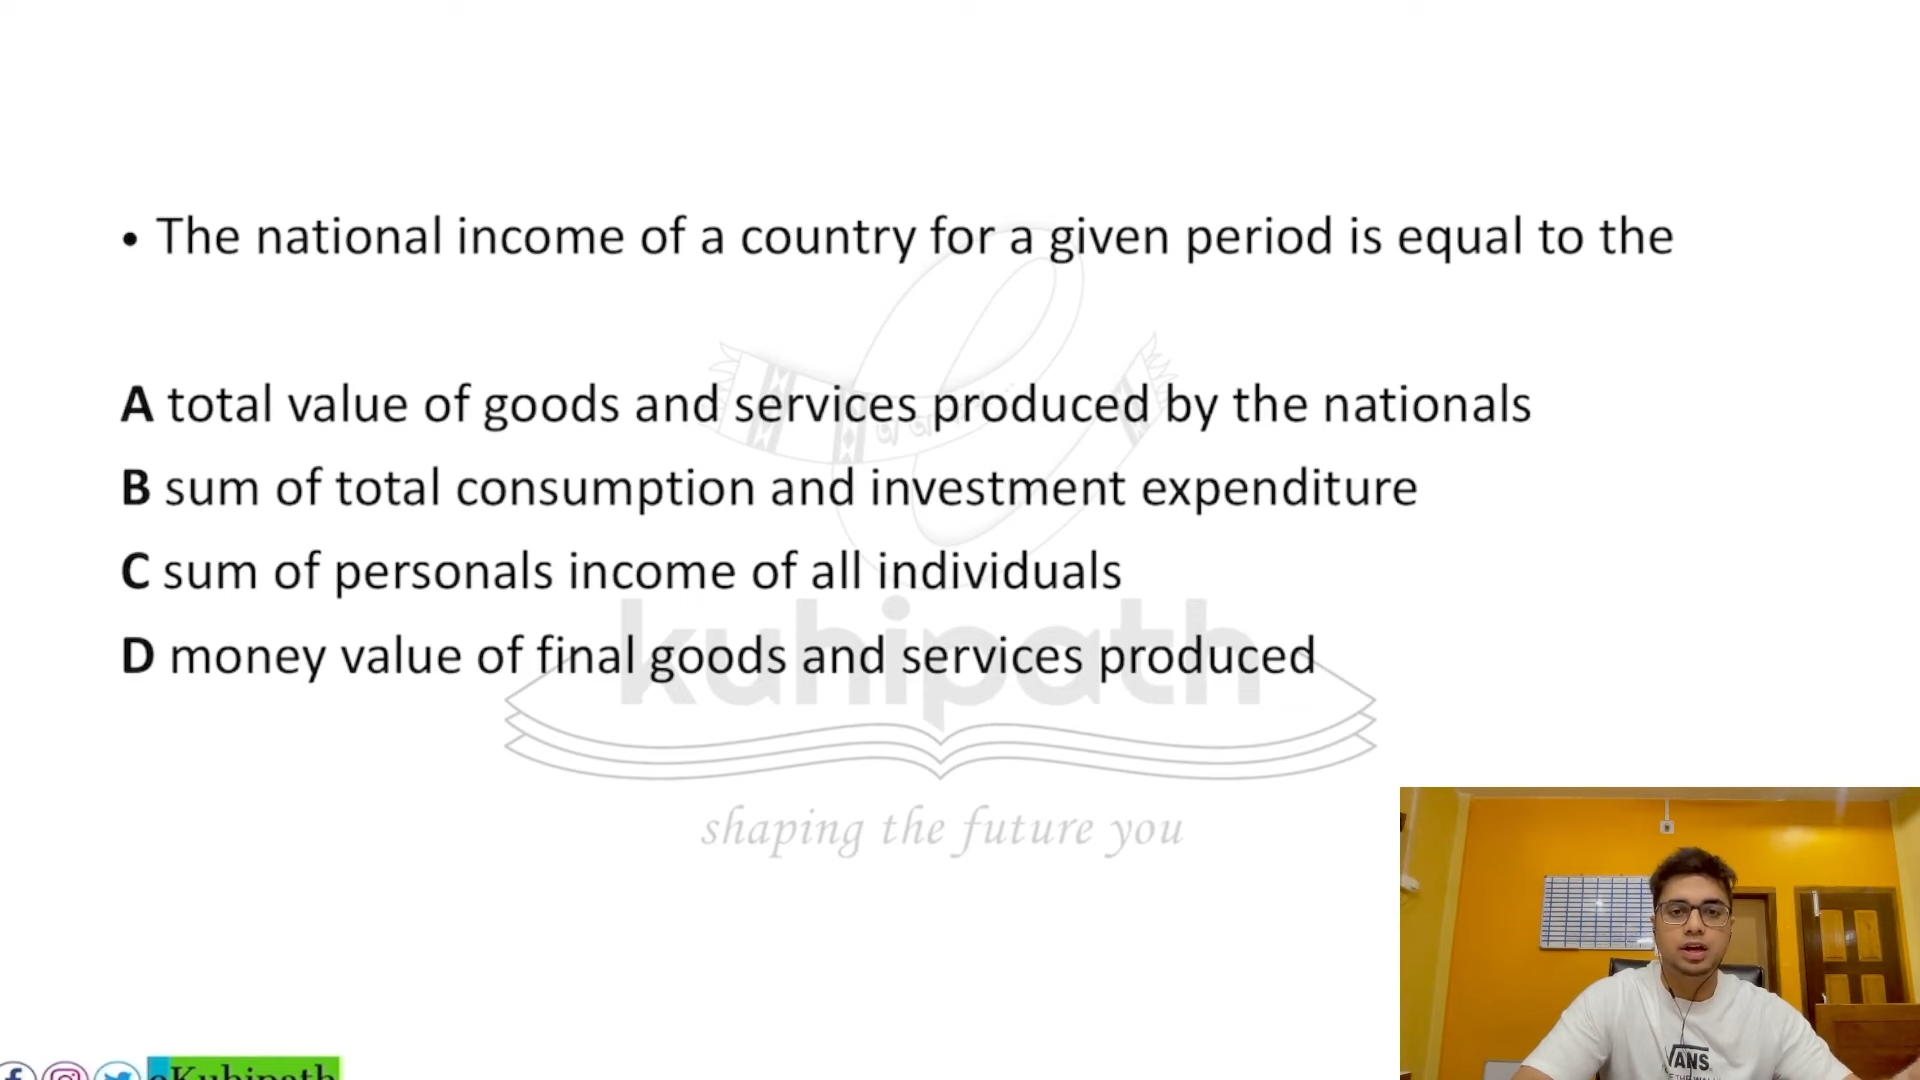 • The national income of a country for a given period is equal to the
A total value of goods and services produced by the nationals
B sum of total consumption and investment expenditure
C sum of personals income of all individuals
D money value of final goods and services produced
kuhipath
shaping the future you
eKuhipath
VANS